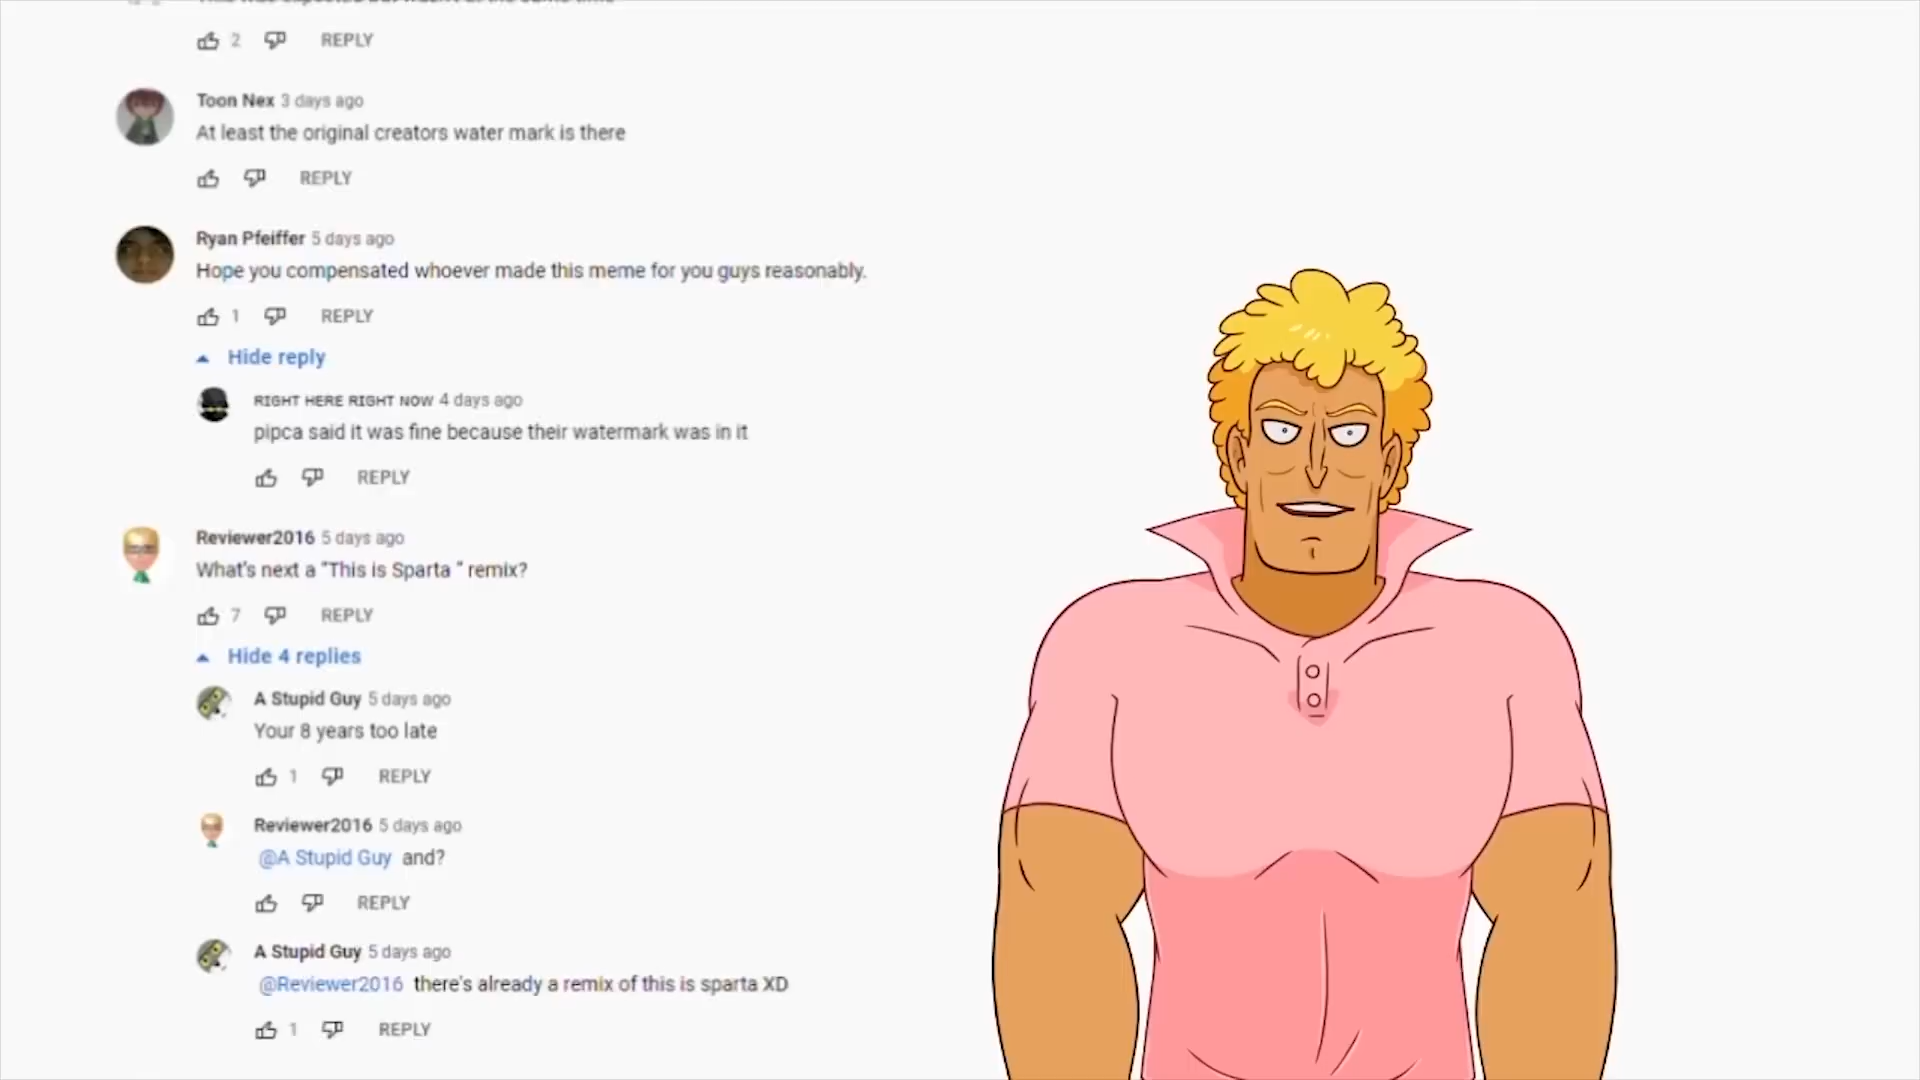 2 REPLY
Toon Nex 3 days ago
At least the original creators water mark is there
REPLY
Ryan Pfeiffer 5 days ago
Hope you compensated whoever made this meme for you guys reasonably.
1 REPLY
Hide reply
ʀɪɢʜᴛ ʜᴇʀᴇ ʀɪɢʜᴛ ɴᴏᴡ 4 days ago
pipca said it was fine because their watermark was in it
REPLY
Reviewer2016 5 days ago
What's next a "This is Sparta " remix?
7 REPLY
Hide 4 replies
A Stupid Guy 5 days ago
Your 8 years too late
1 REPLY
Reviewer2016 5 days ago
@A Stupid Guy and?
REPLY
A Stupid Guy 5 days ago
@Reviewer2016 there's already a remix of this is sparta XD
1 REPLY